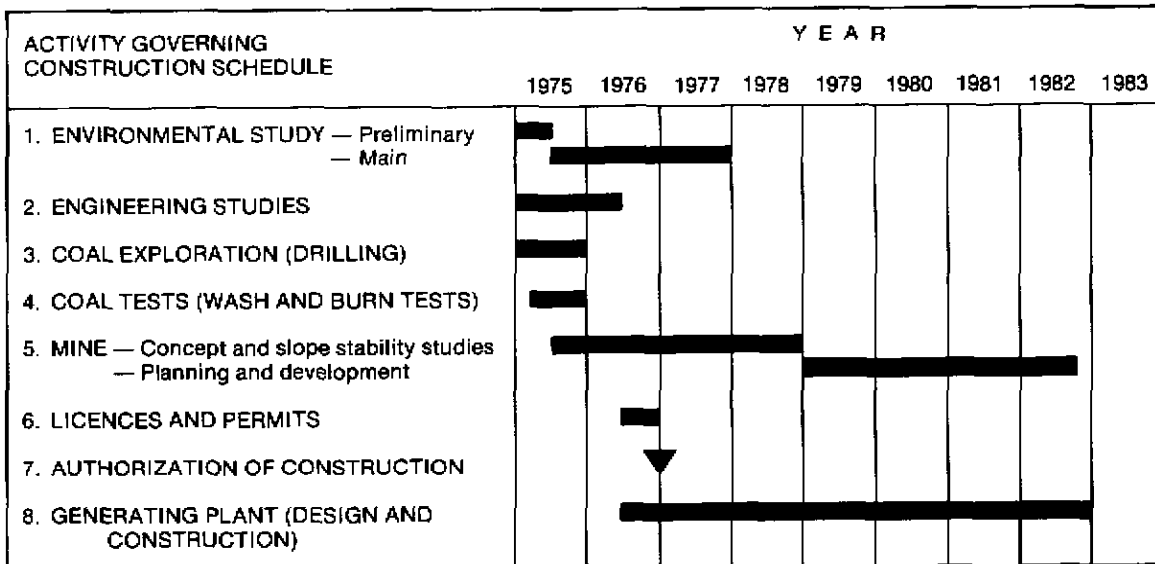 ACTIVITY GOVERNING
CONSTRUCTION SCHEDULE
YEAR
1975 1976 1977 1978 1979 1980 1981 1982 1983
1. ENVIRONMENTAL STUDY — Preliminary
— Main
2. ENGINEERING STUDIES
3. COAL EXPLORATION (DRILLING)
4. COAL TESTS (WASH AND BURN TESTS)
5. MINE — Concept and slope stability studies
— Planning and development
6. LICENCES AND PERMITS
7. AUTHORIZATION OF CONSTRUCTION
8. GENERATING PLANT (DESIGN AND
CONSTRUCTION)